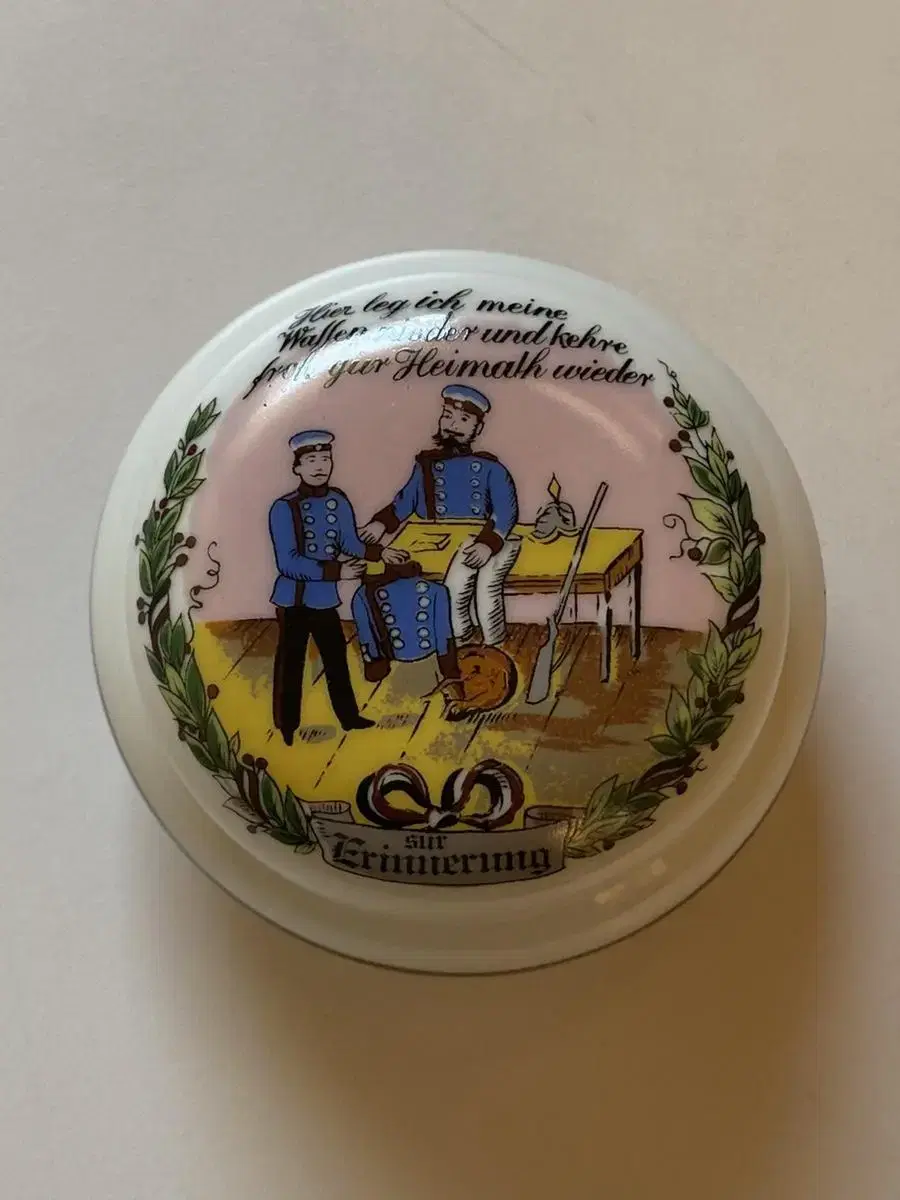 Hier leg ich meine
Waffen nieder und kehre
froh zur Heimath wieder
zur
Erinnerung